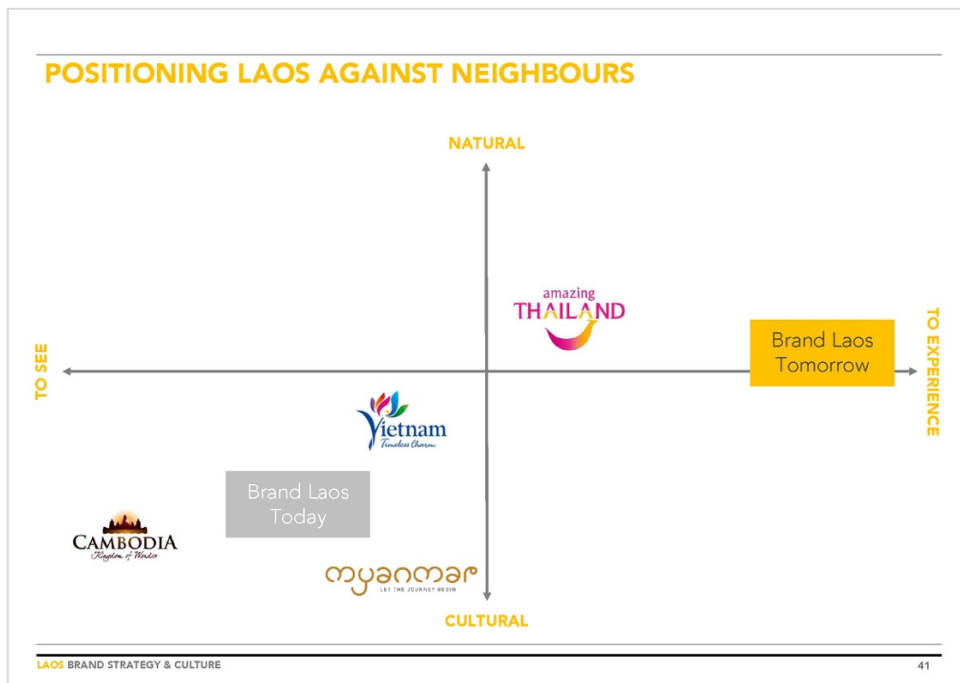 POSITIONING LAOS AGAINST NEIGHBOURS
NATURAL
amazing
THAILAND
TO SEE
Brand Laos
Tomorrow
TO EXPERIENCE
Vietnam
Timeless Charm
Brand Laos
Today
CAMBODIA
Kingdom of Wonder
myanmar
LET THE JOURNEY BEGIN
CULTURAL
LAOS BRAND STRATEGY & CULTURE
41